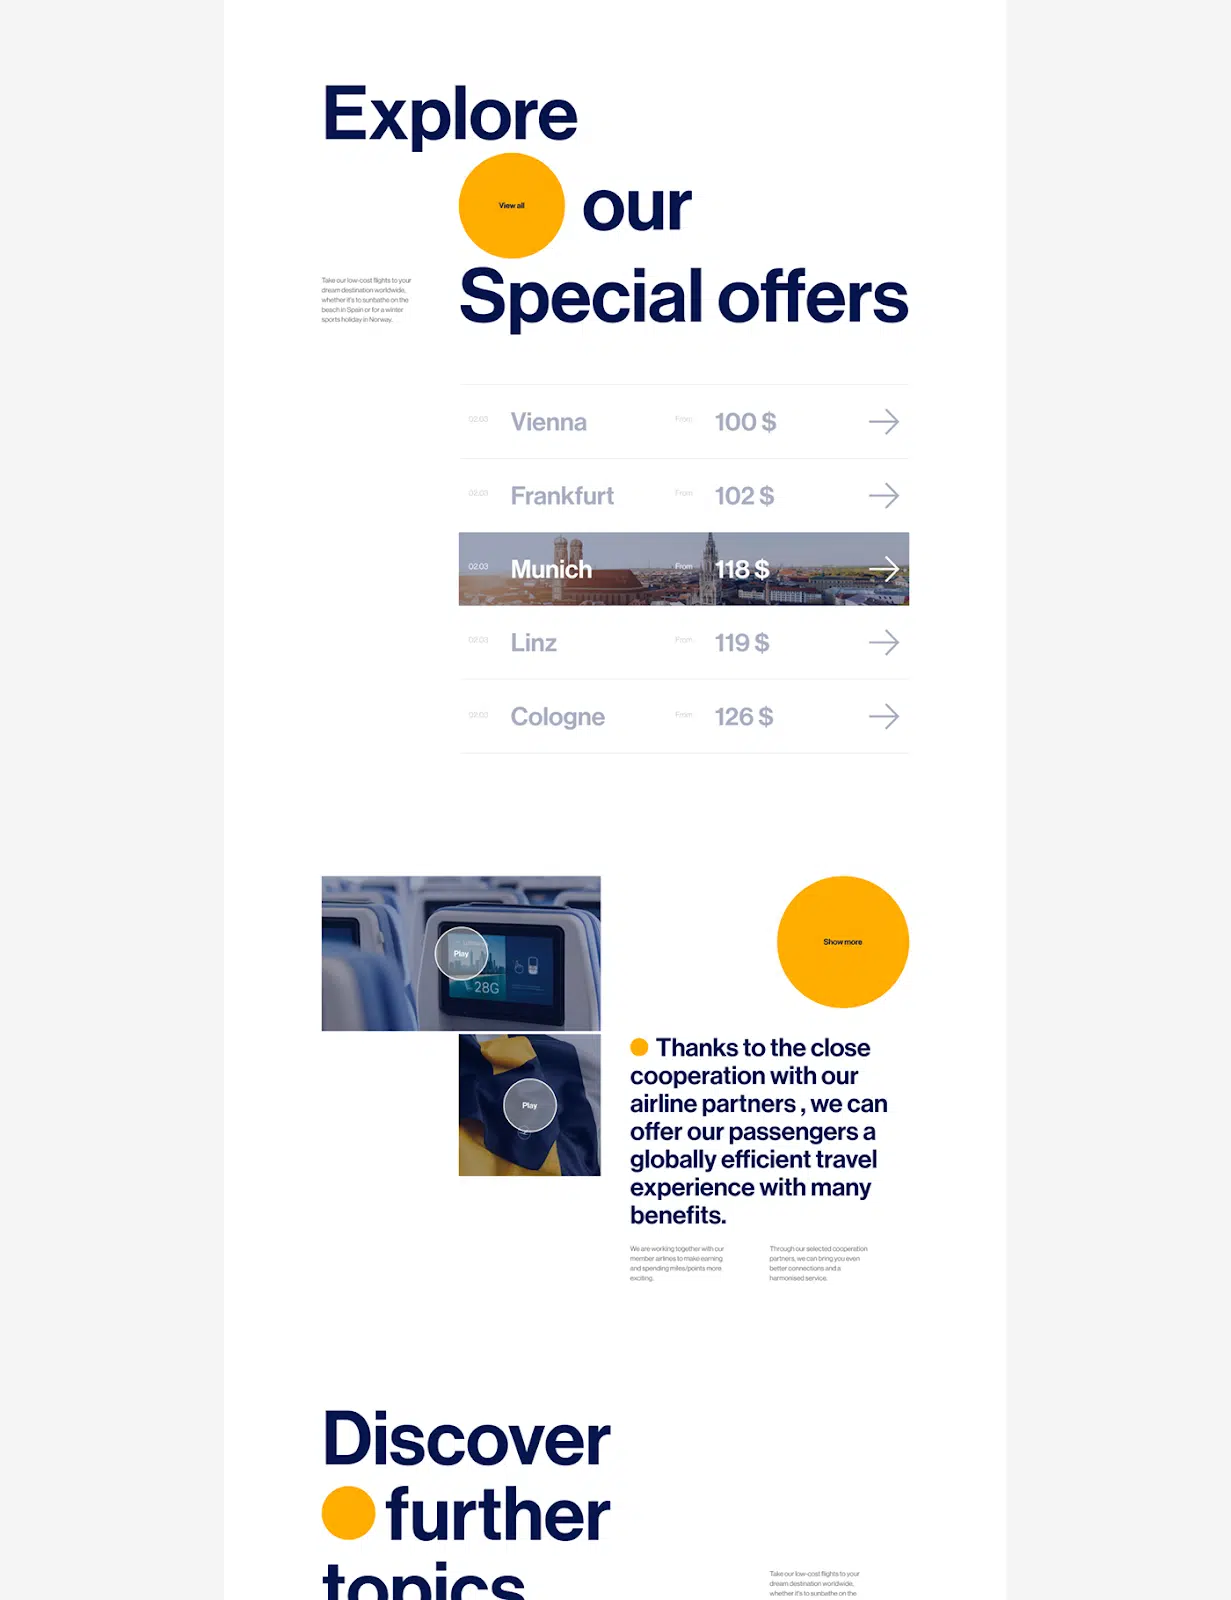 Explore
View all
our
Special offers
Take our low-cost flights to your
dream destination worldwide,
whether it's to sunbathe on the
beach in Spain or for a winter
sports holiday in Norway.
02.03 Vienna From 100 $
02.03 Frankfurt From 102 $
02.03 Munich From 118 $
02.03 Linz From 119 $
02.03 Cologne From 126 $
Play
28G
Show more
Play
Thanks to the close
cooperation with our
airline partners , we can
offer our passengers a
globally efficient travel
experience with many
benefits.
We are working together with our
member airlines to make earning
and spending miles/points more
exciting.
Through our selected cooperation
partners, we can bring you even
better connections and a
harmonised service.
Discover
further
topics
Take our low-cost flights to your
dream destination worldwide,
whether it's to sunbathe on the